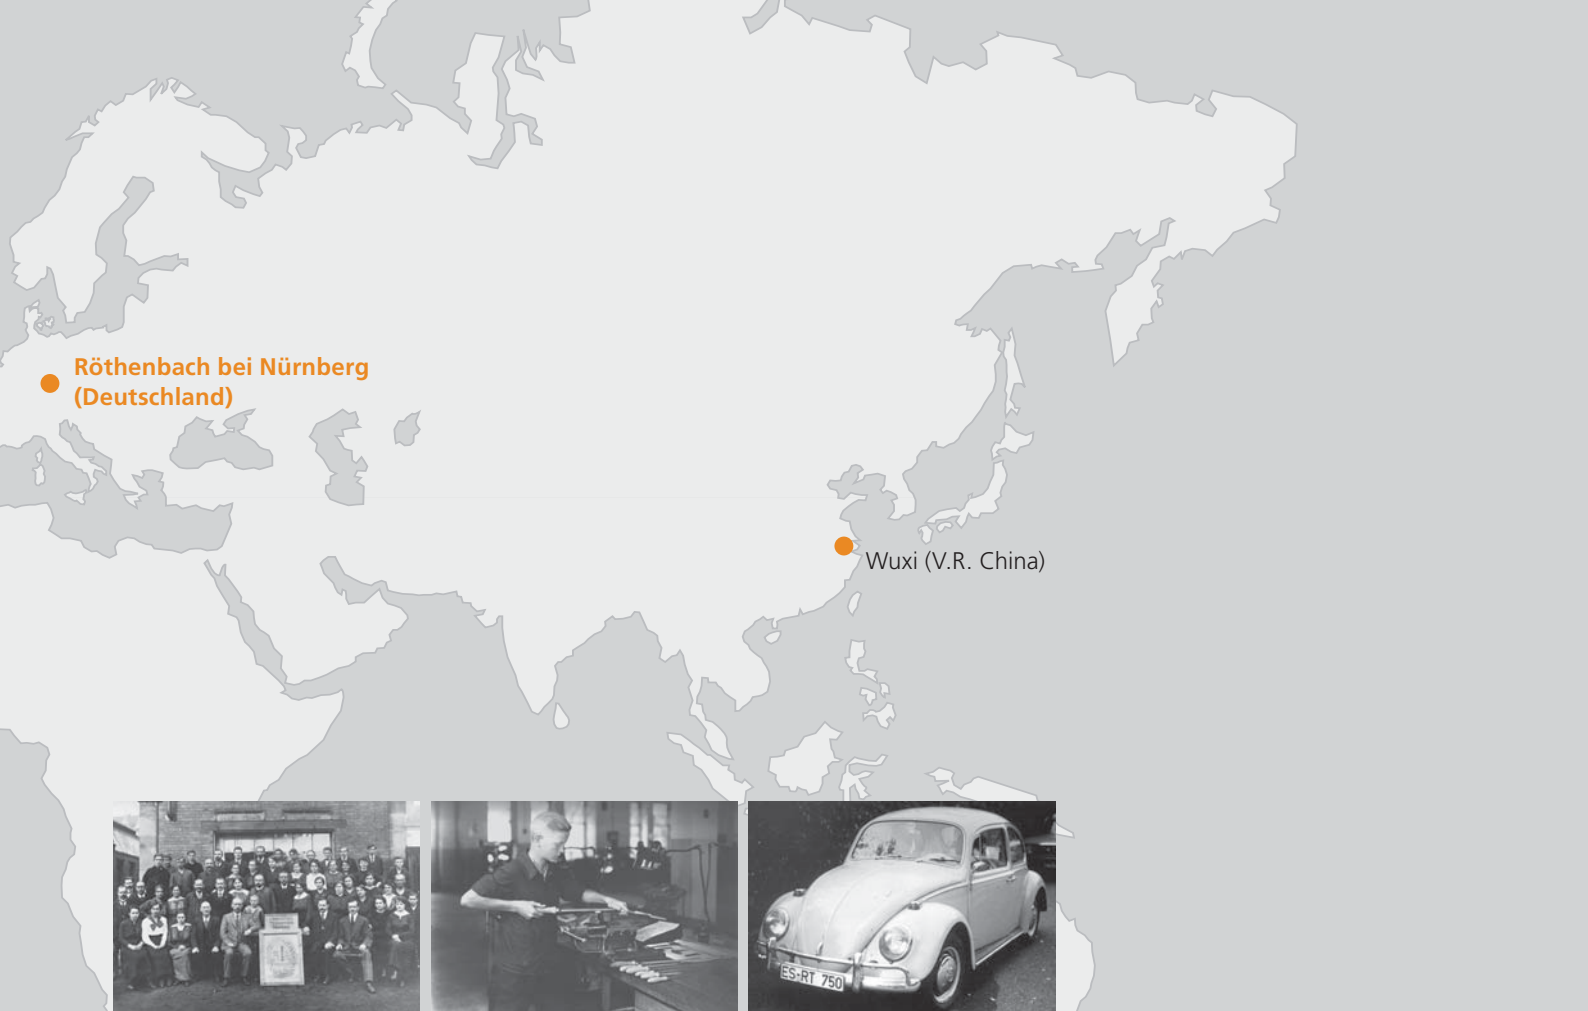 Röthenbach bei Nürnberg
(Deutschland)
Wuxi (V.R. China)
ES-RT 750